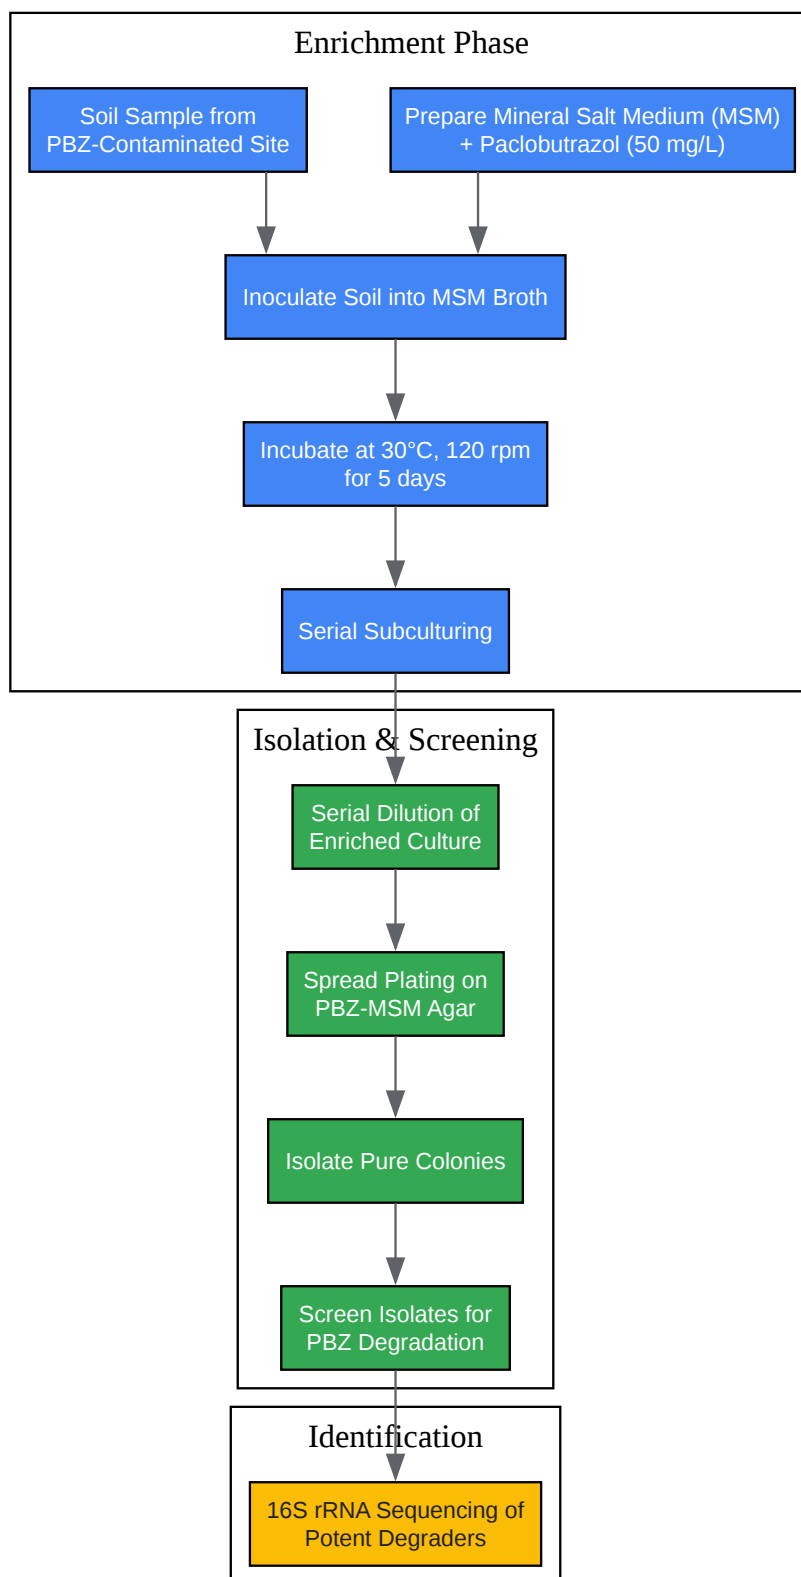 Enrichment Phase
Soil Sample from
PBZ-Contaminated Site
Prepare Mineral Salt Medium (MSM)
+ Paclobutrazol (50 mg/L)
Inoculate Soil into MSM Broth
Incubate at 30°C, 120 rpm
for 5 days
Serial Subculturing
Isolation & Screening
Serial Dilution of
Enriched Culture
Spread Plating on
PBZ-MSM Agar
Isolate Pure Colonies
Screen Isolates for
PBZ Degradation
Identification
16S rRNA Sequencing of
Potent Degraders